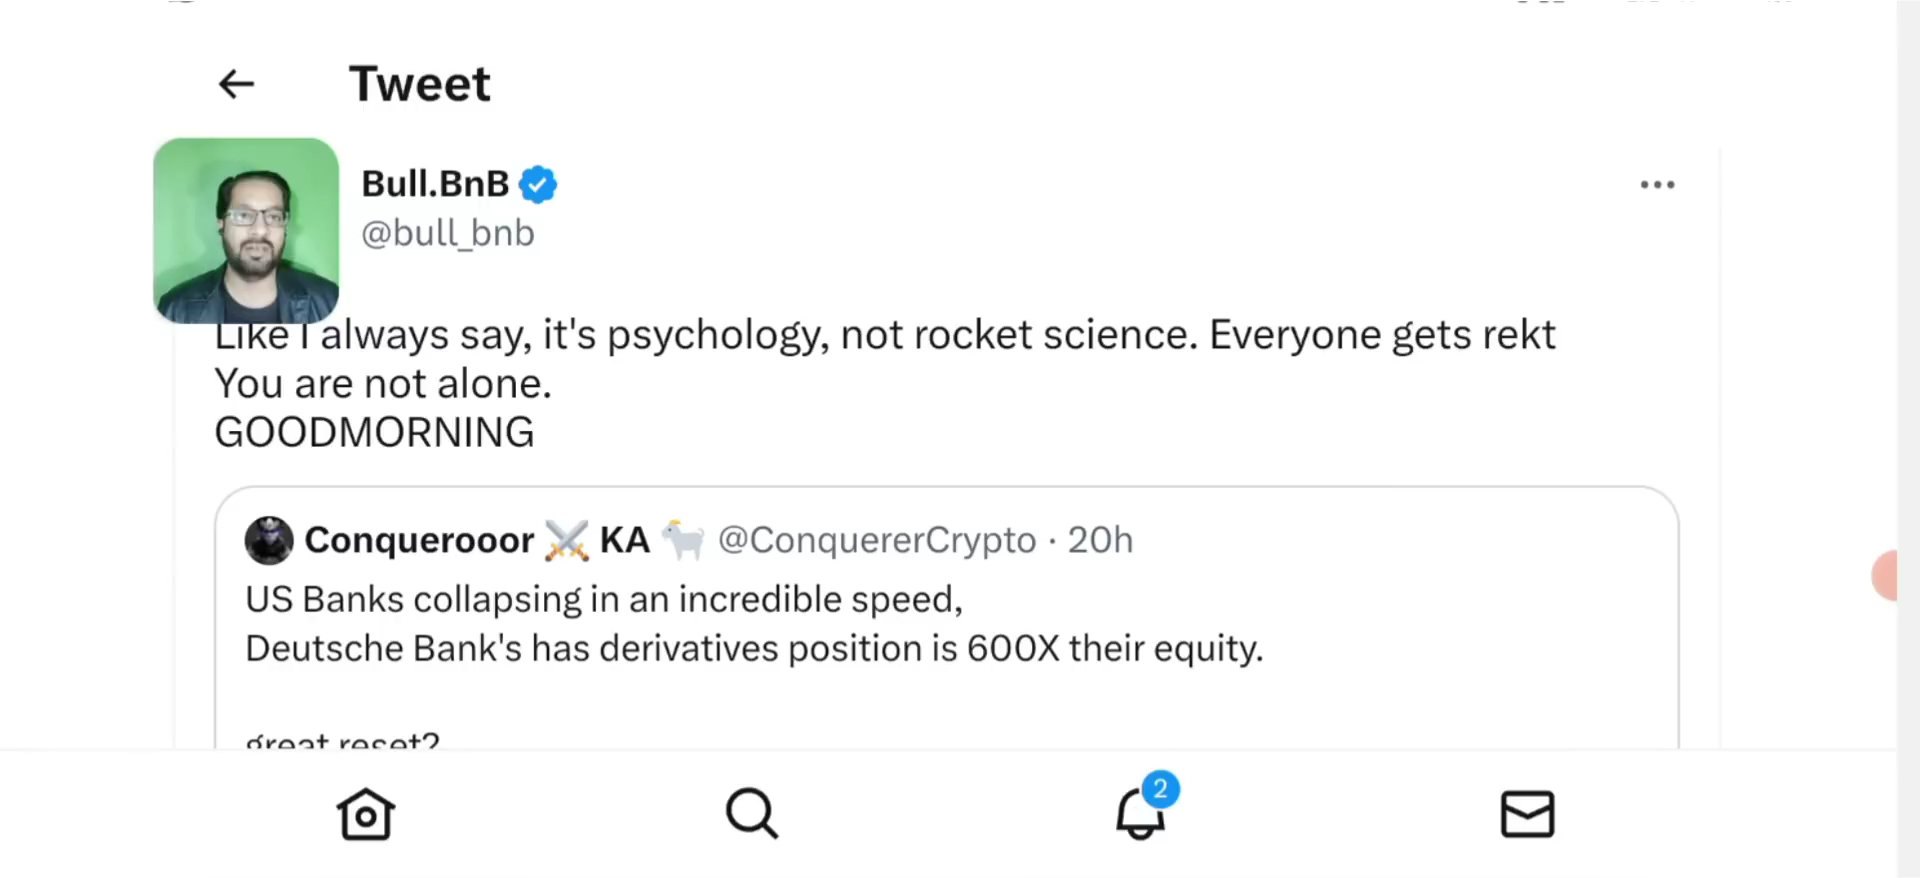 Tweet
Bull.BnB
@bull_bnb
Like I always say, it's psychology, not rocket science. Everyone gets rekt
You are not alone.
GOODMORNING
Conquerooor ⚔️ KA 🐐 @ConquererCrypto · 20h
US Banks collapsing in an incredible speed,
Deutsche Bank's has derivatives position is 600X their equity.
great reset?
2